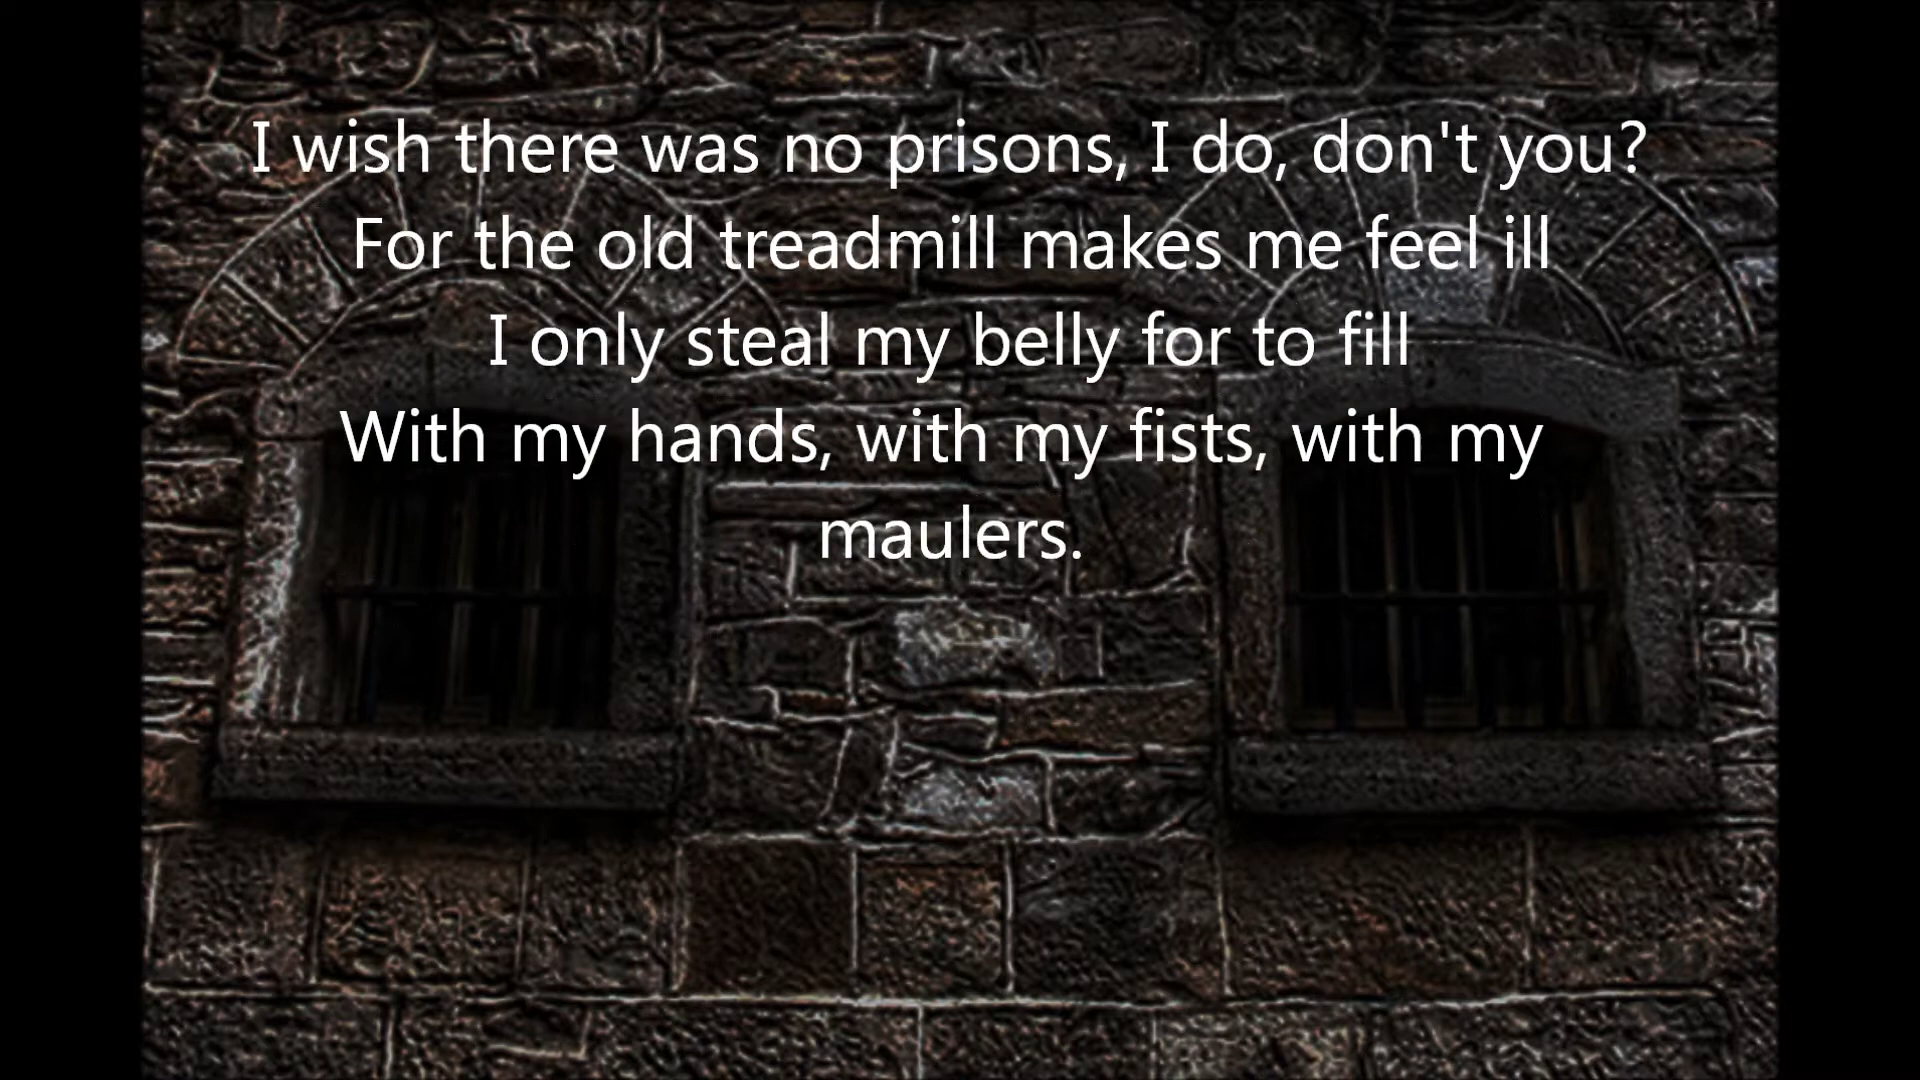 I wish there was no prisons, I do, don't you?
For the old treadmill makes me feel ill
I only steal my belly for to fill
With my hands, with my fists, with my
maulers.